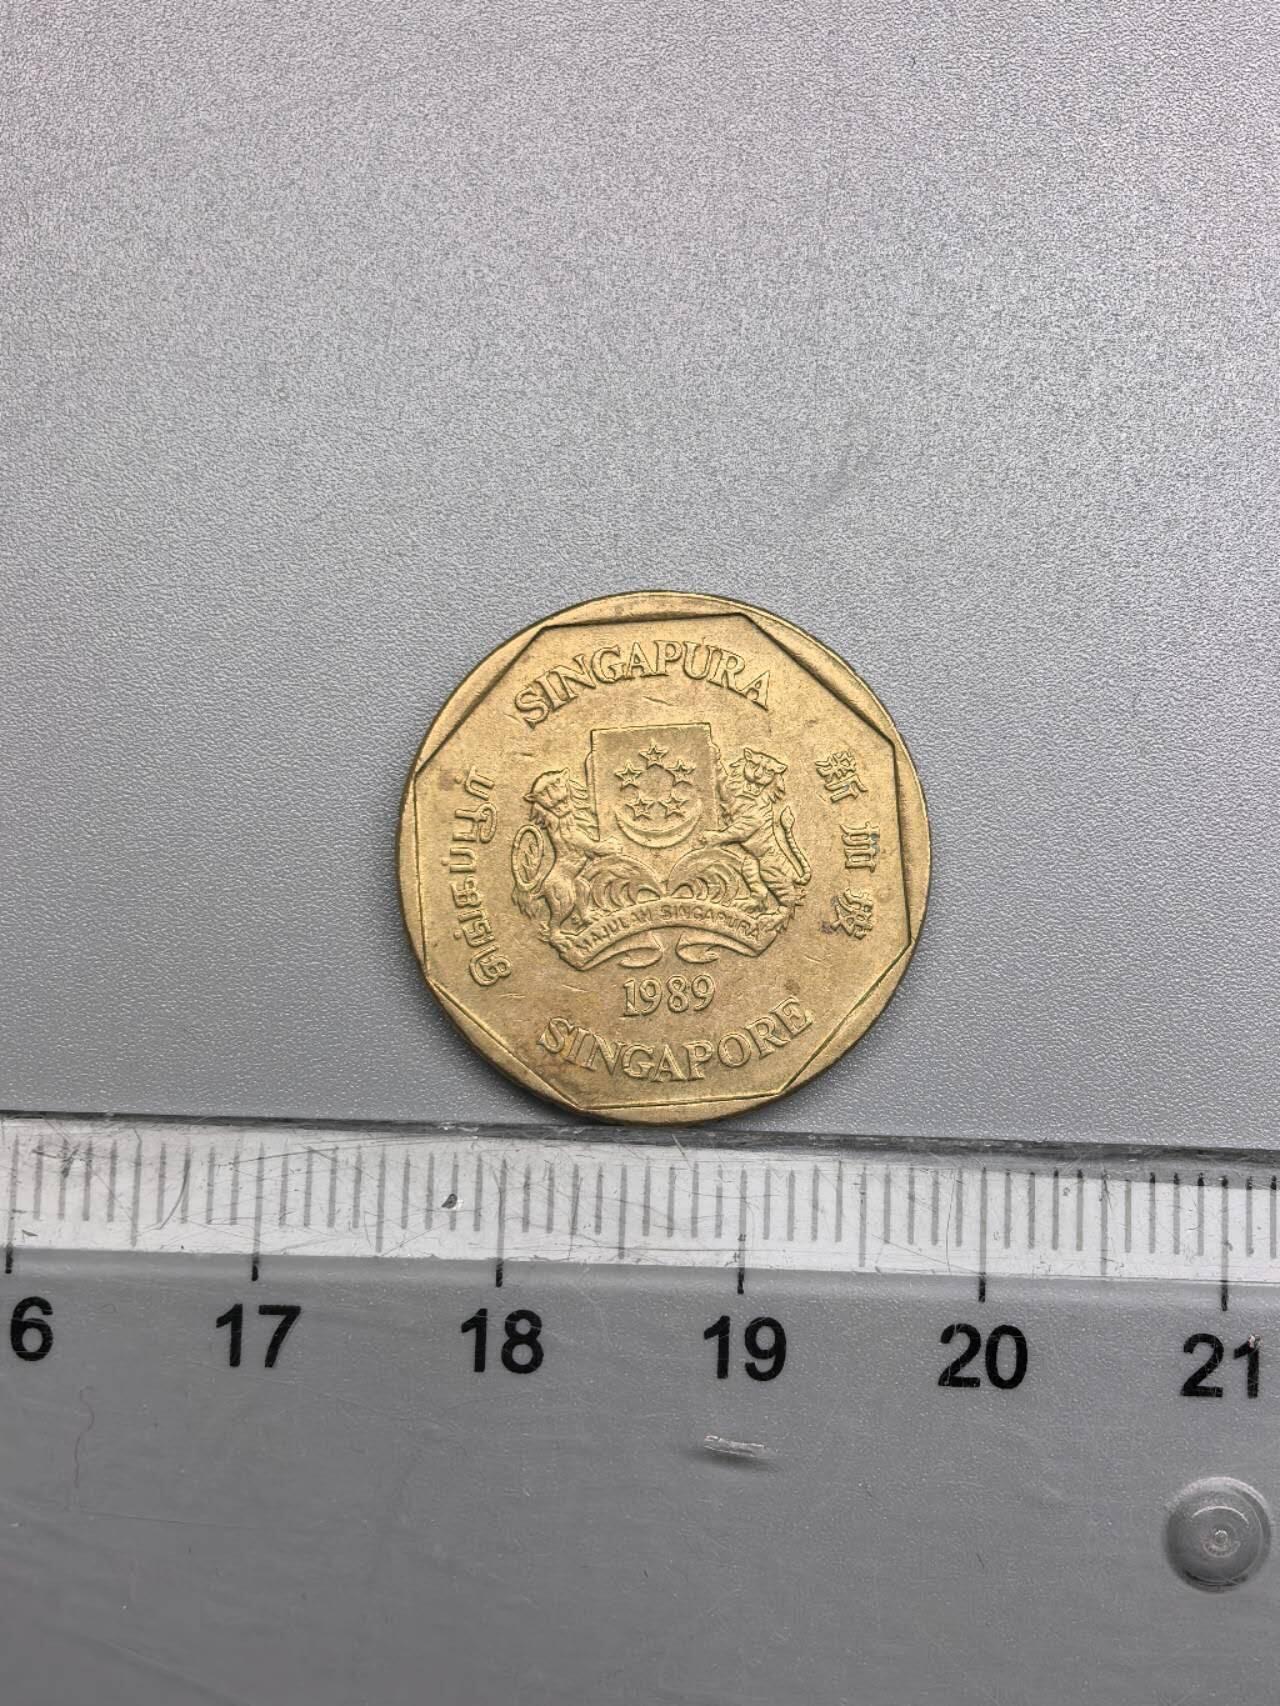 SINGAPURA
新加坡
சிங்கப்பூர்
MAJULAH SINGAPURA
1989
SINGAPORE
6 17 18 19 20 21